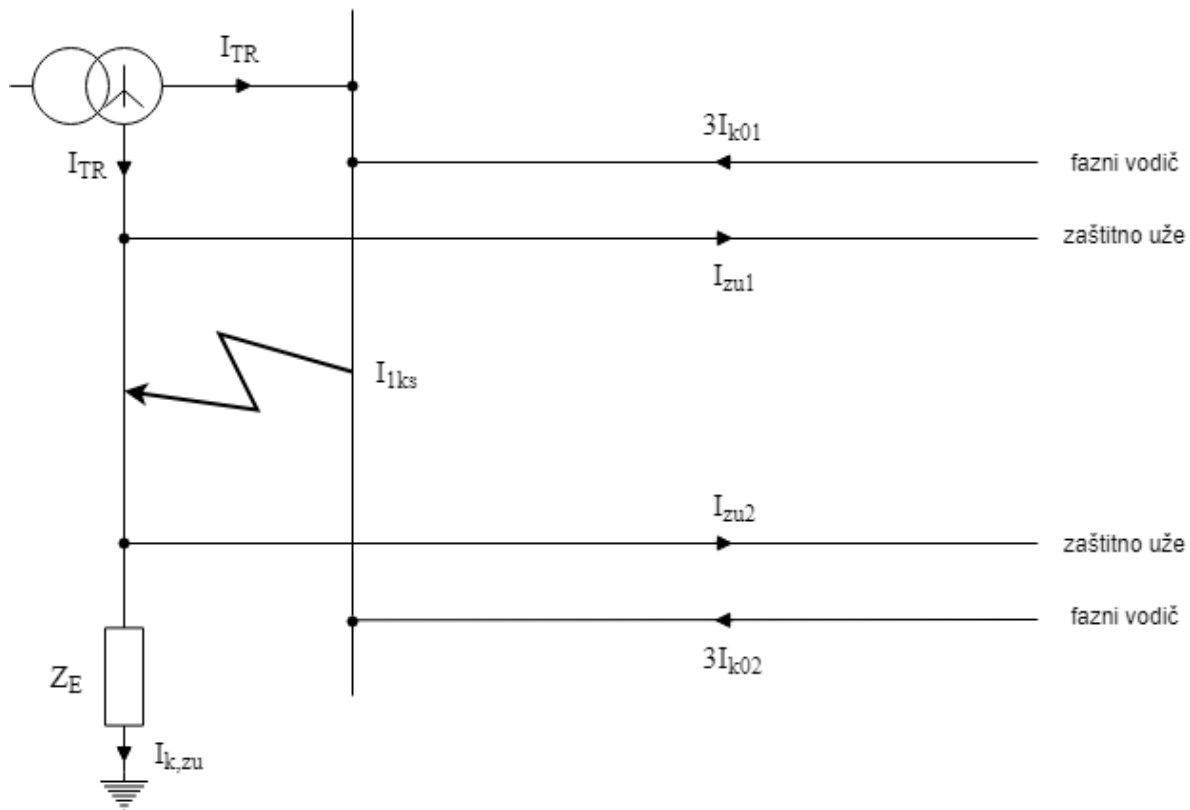 I_TR
I_TR
3I_k01
fazni vodič
zaštitno uže
I_zu1
I_1ks
I_zu2
zaštitno uže
fazni vodič
3I_k02
Z_E
I_k,zu